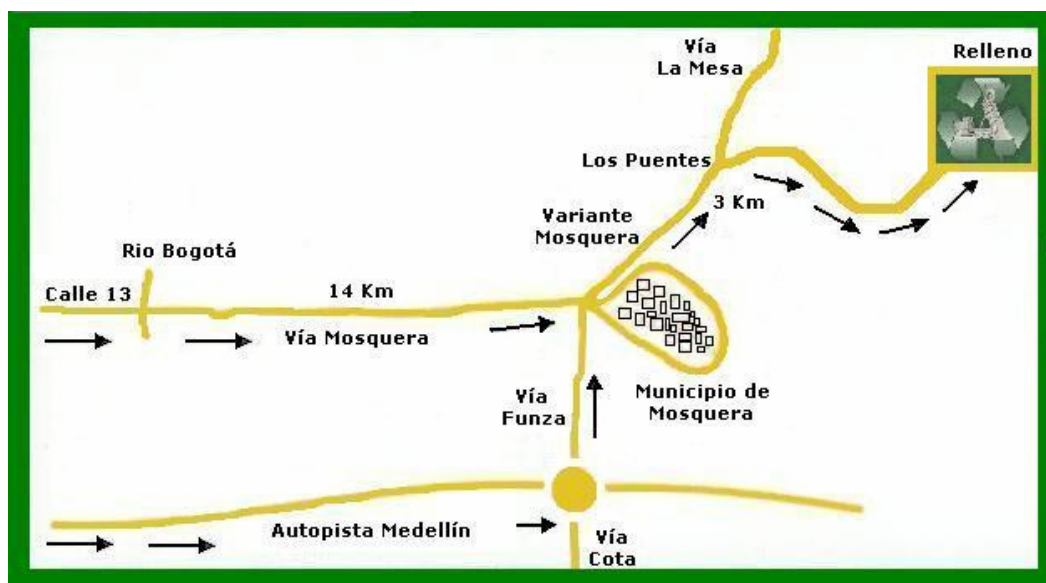 Vía
La Mesa
Relleno
Los Puentes
3 Km
Variante
Mosquera
Rio Bogotá
Calle 13
14 Km
Vía Mosquera
Municipio de
Mosquera
Vía
Funza
Autopista Medellín
Vía
Cota